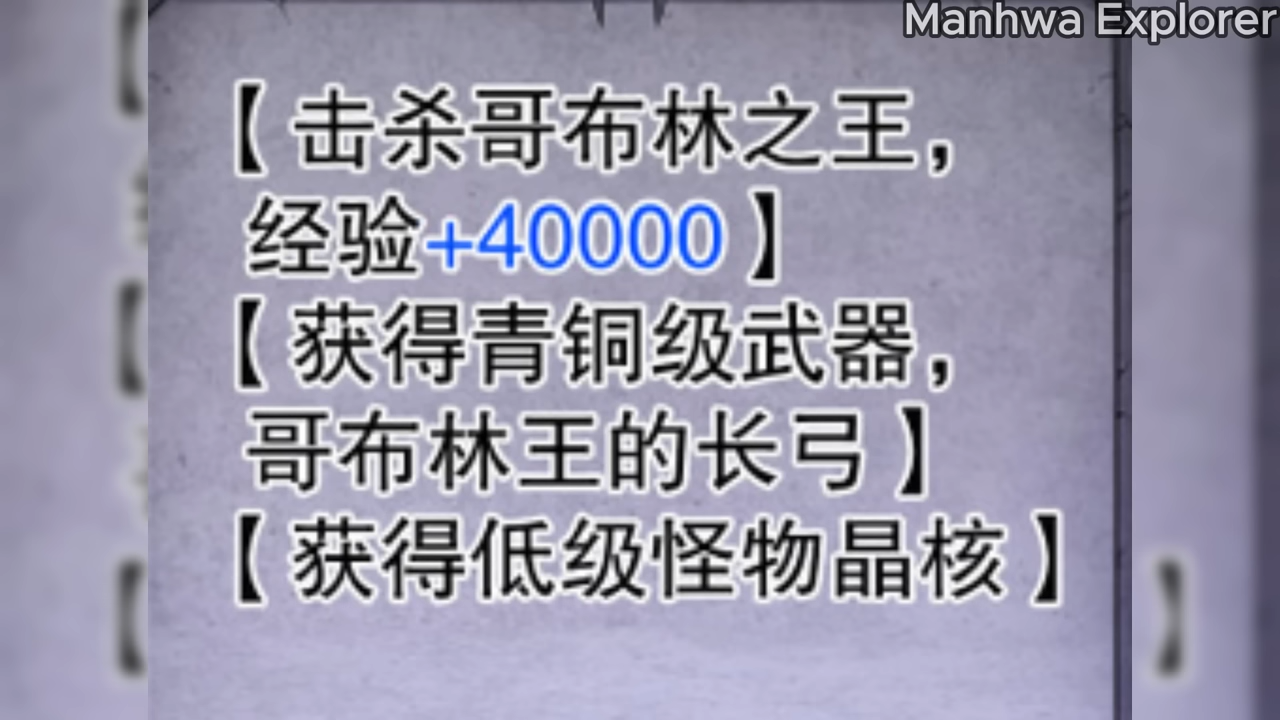 Manhwa Explorer
【击杀哥布林之王，
经验+40000】
【获得青铜级武器，
哥布林王的长弓】
【获得低级怪物晶核】